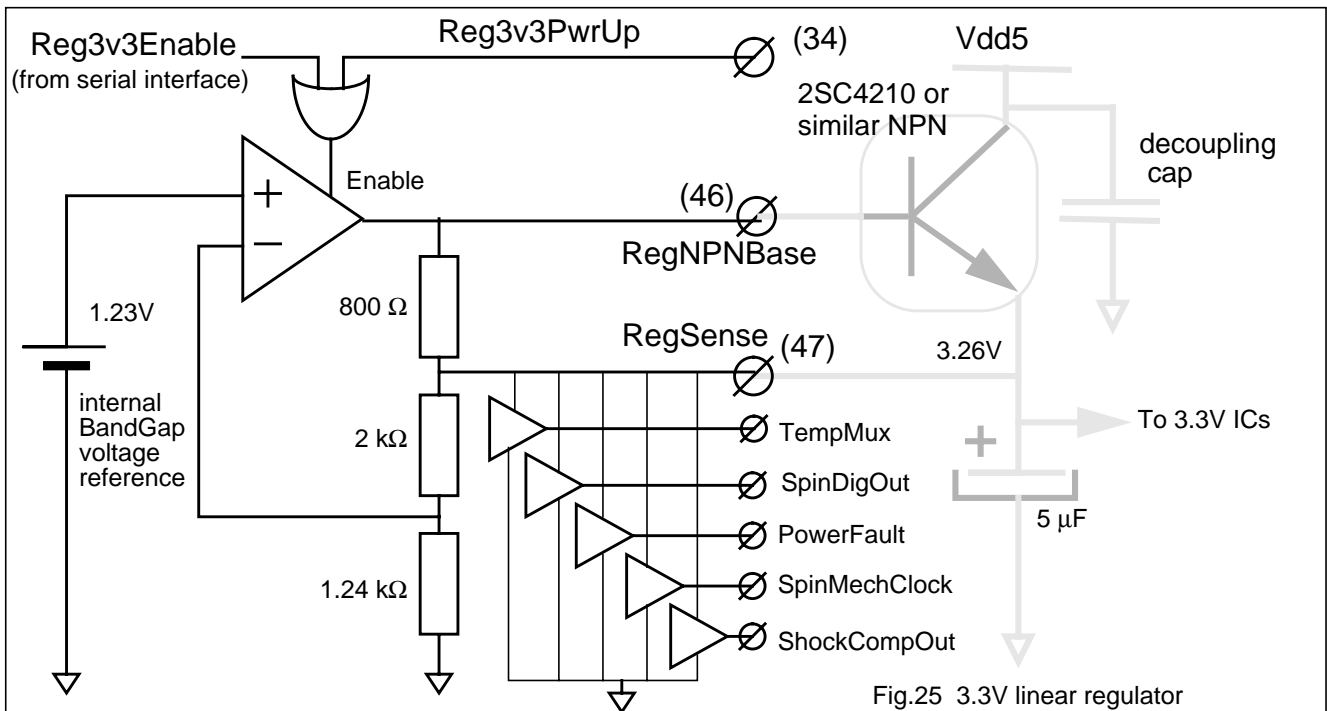 Reg3v3Enable
(from serial interface)
Reg3v3PwrUp
(34)
Vdd5
2SC4210 or
similar NPN
decoupling
cap
Enable
+
−
(46)
RegNPNBase
1.23V
800 Ω
RegSense
(47)
3.26V
internal
BandGap
voltage
reference
2 kΩ
TempMux
To 3.3V ICs
+
SpinDigOut
5 μF
PowerFault
1.24 kΩ
SpinMechClock
ShockCompOut
Fig.25 3.3V linear regulator